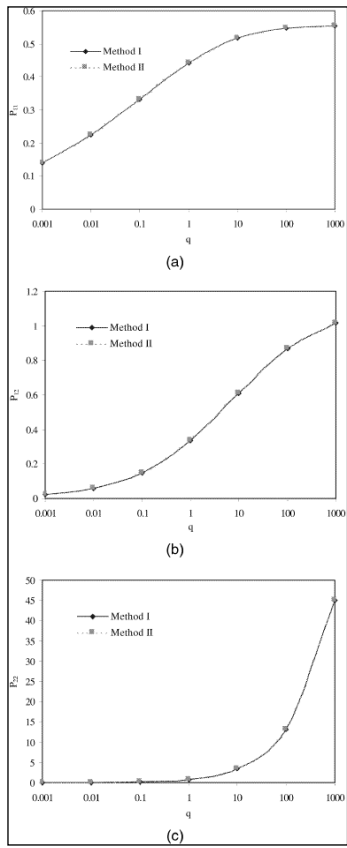 0.6
0.5
0.4
0.3
0.2
0.1
0
P11
Method I
Method II
0.001 0.01 0.1 1 10 100 1000
q
(a)
1.2
1
0.8
0.6
0.4
0.2
0
P12
Method I
Method II
0.001 0.01 0.1 1 10 100 1000
q
(b)
50
45
40
35
30
25
20
15
10
5
0
P22
Method I
Method II
0.001 0.01 0.1 1 10 100 1000
q
(c)